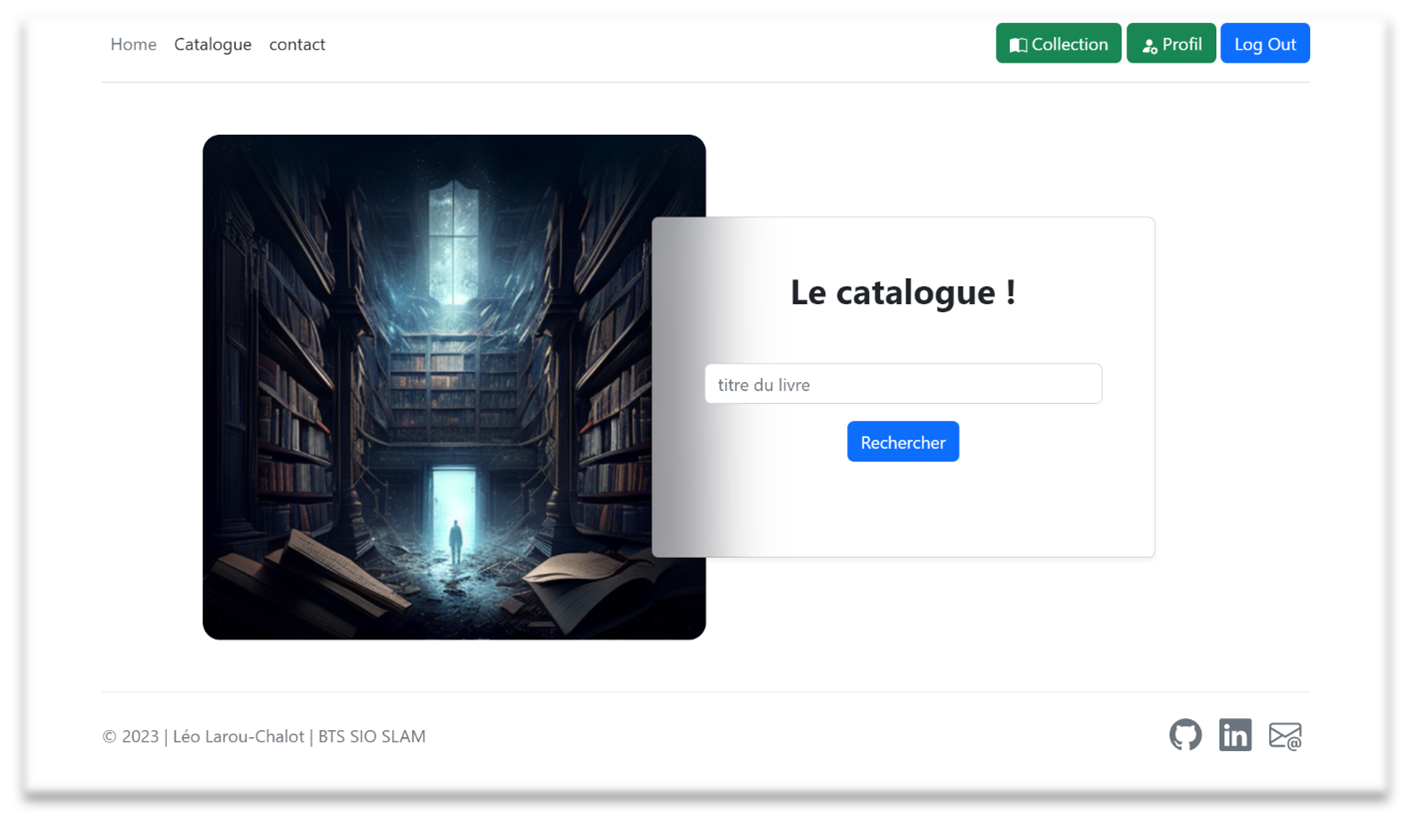 Home Catalogue contact Collection Profil Log Out
Le catalogue !
titre du livre
Rechercher
© 2023 | Léo Larou-Chalot | BTS SIO SLAM